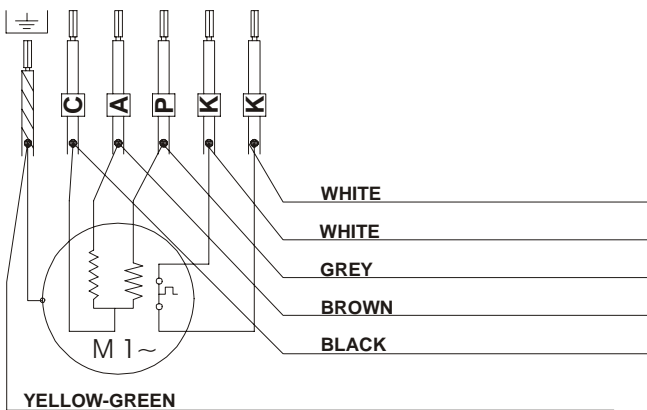 C A P K K
WHITE
WHITE
GREY
BROWN
BLACK
M 1~
YELLOW-GREEN